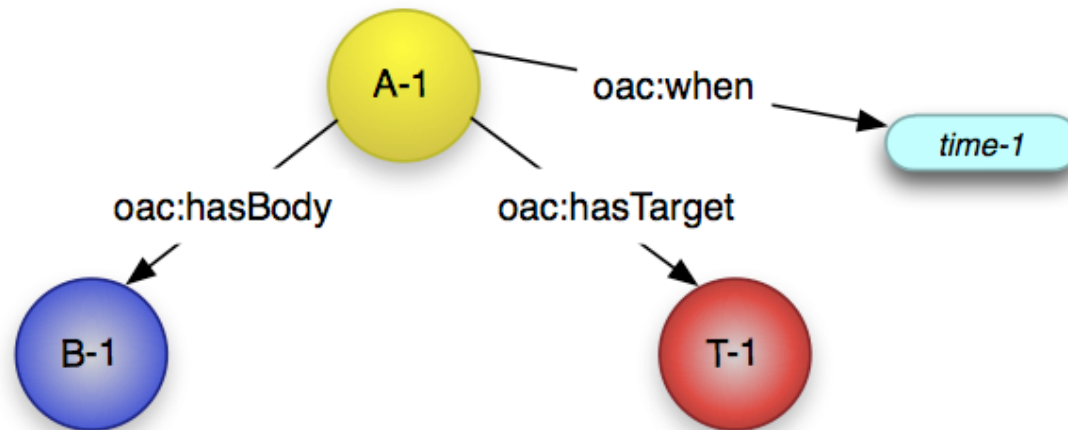 A-1
oac:when
time-1
oac:hasBody
oac:hasTarget
B-1
T-1